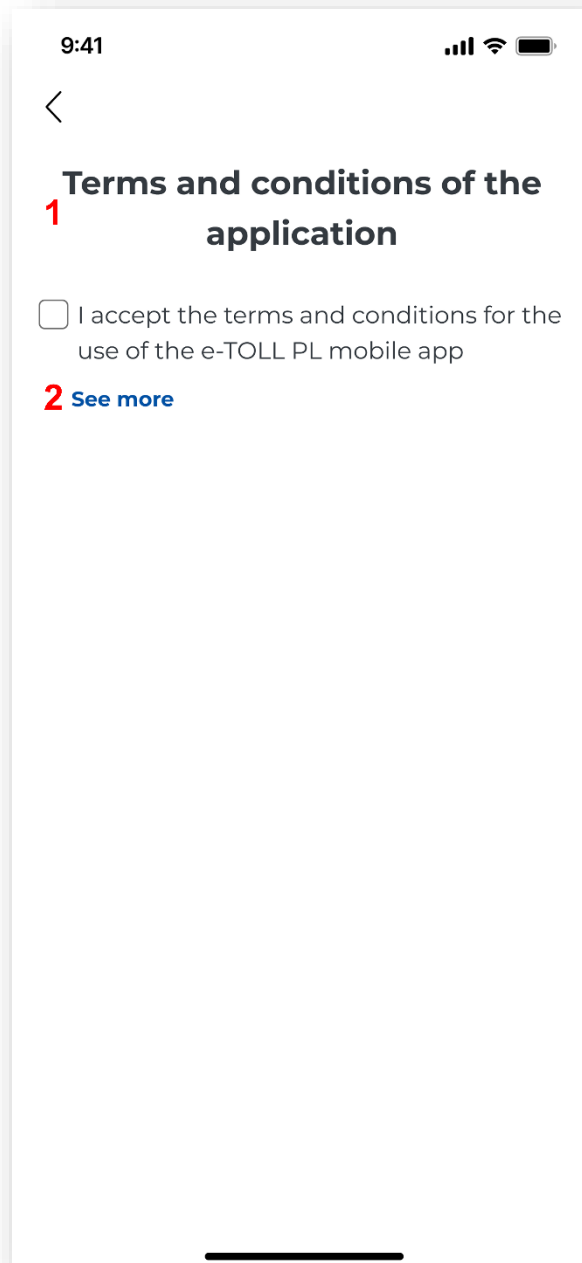 9:41
Terms and conditions of the
1
application
I accept the terms and conditions for the
use of the e-TOLL PL mobile app
2 See more